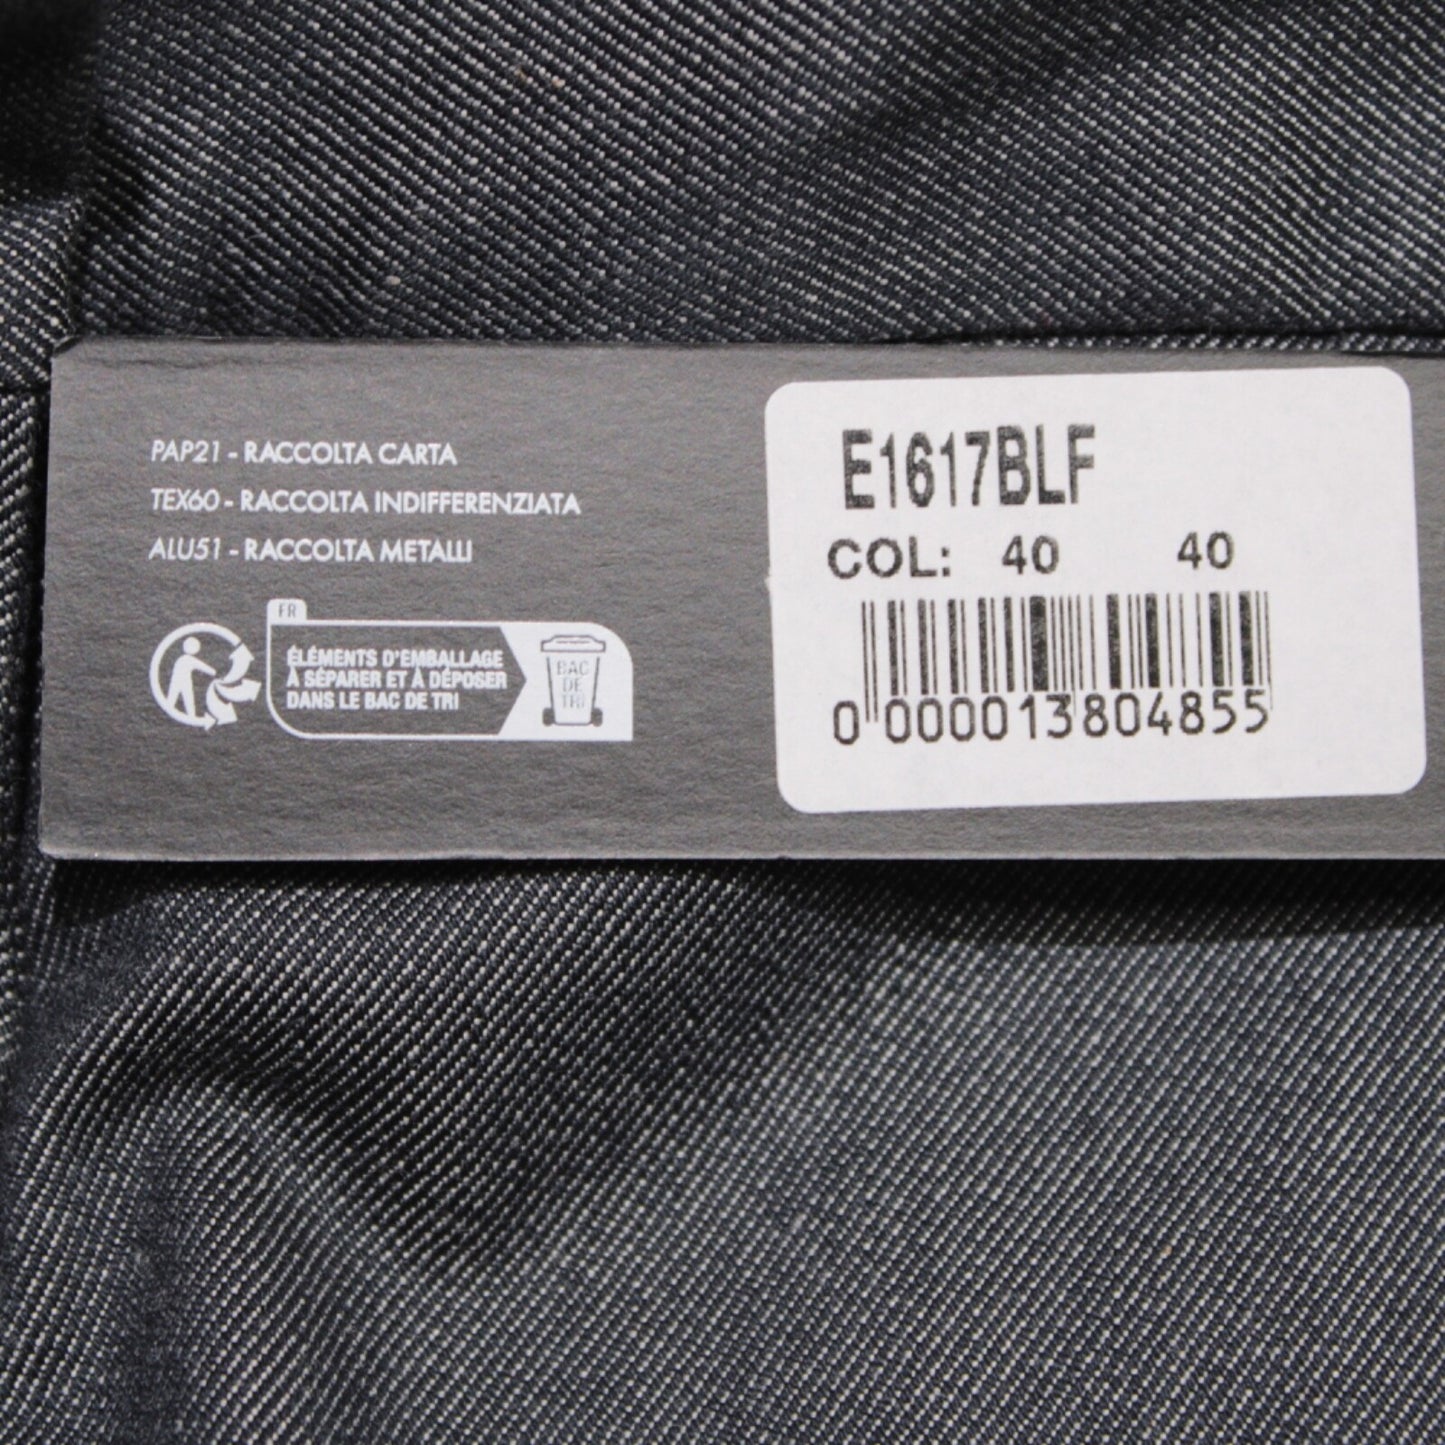 PAP21 - RACCOLTA CARTA
TEX60 - RACCOLTA INDIFFERENZIATA
ALU51 - RACCOLTA METALLI
FR
ÉLÉMENTS D'EMBALLAGE
À SÉPARER ET À DÉPOSER
DANS LE BAC DE TRI
BAC
DE
TRI
E1617BLF
COL: 40 40
0 000013804855